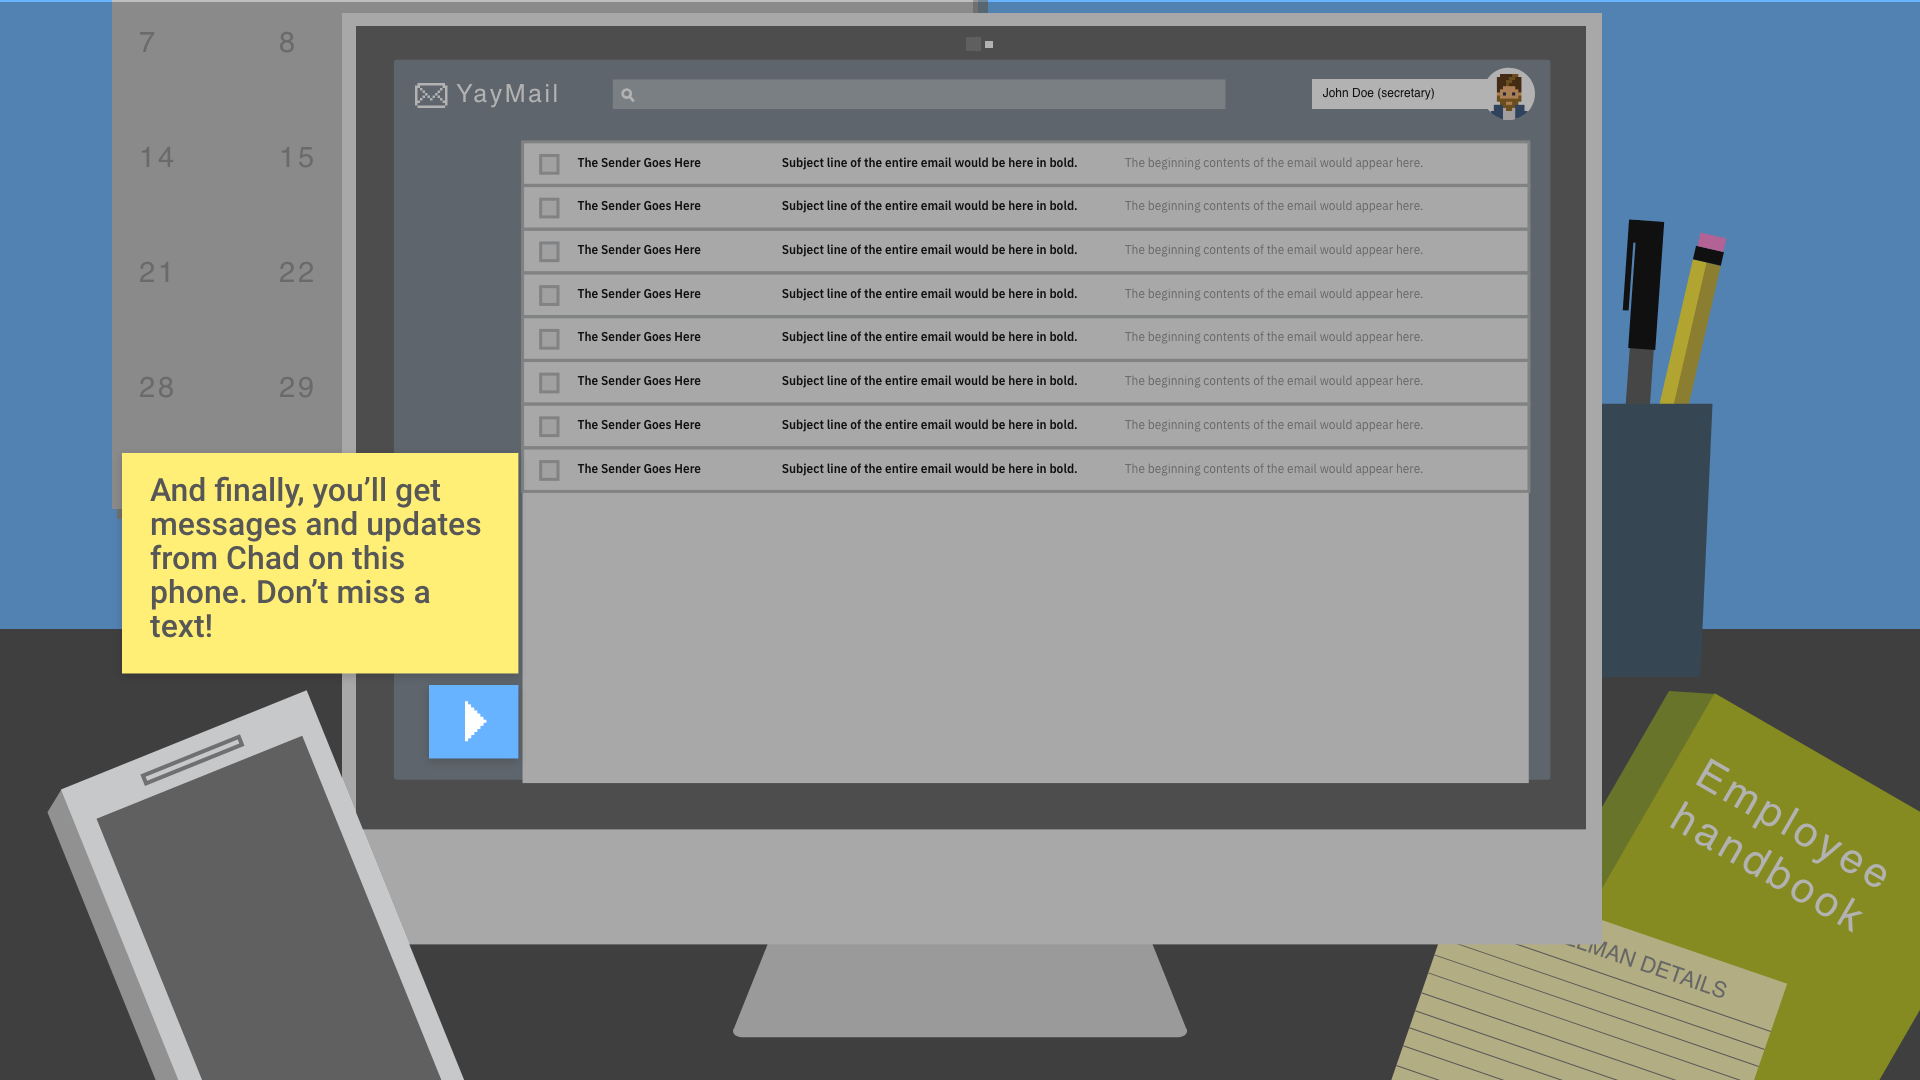 7 8
14 15
21 22
28 29
YayMail
John Doe (secretary)
The Sender Goes Here Subject line of the entire email would be here in bold. The beginning contents of the email would appear here.
The Sender Goes Here Subject line of the entire email would be here in bold. The beginning contents of the email would appear here.
The Sender Goes Here Subject line of the entire email would be here in bold. The beginning contents of the email would appear here.
The Sender Goes Here Subject line of the entire email would be here in bold. The beginning contents of the email would appear here.
The Sender Goes Here Subject line of the entire email would be here in bold. The beginning contents of the email would appear here.
The Sender Goes Here Subject line of the entire email would be here in bold. The beginning contents of the email would appear here.
The Sender Goes Here Subject line of the entire email would be here in bold. The beginning contents of the email would appear here.
The Sender Goes Here Subject line of the entire email would be here in bold. The beginning contents of the email would appear here.
And finally, you’ll get
messages and updates
from Chad on this
phone. Don’t miss a
text!
Employee
handbook
DETAILS